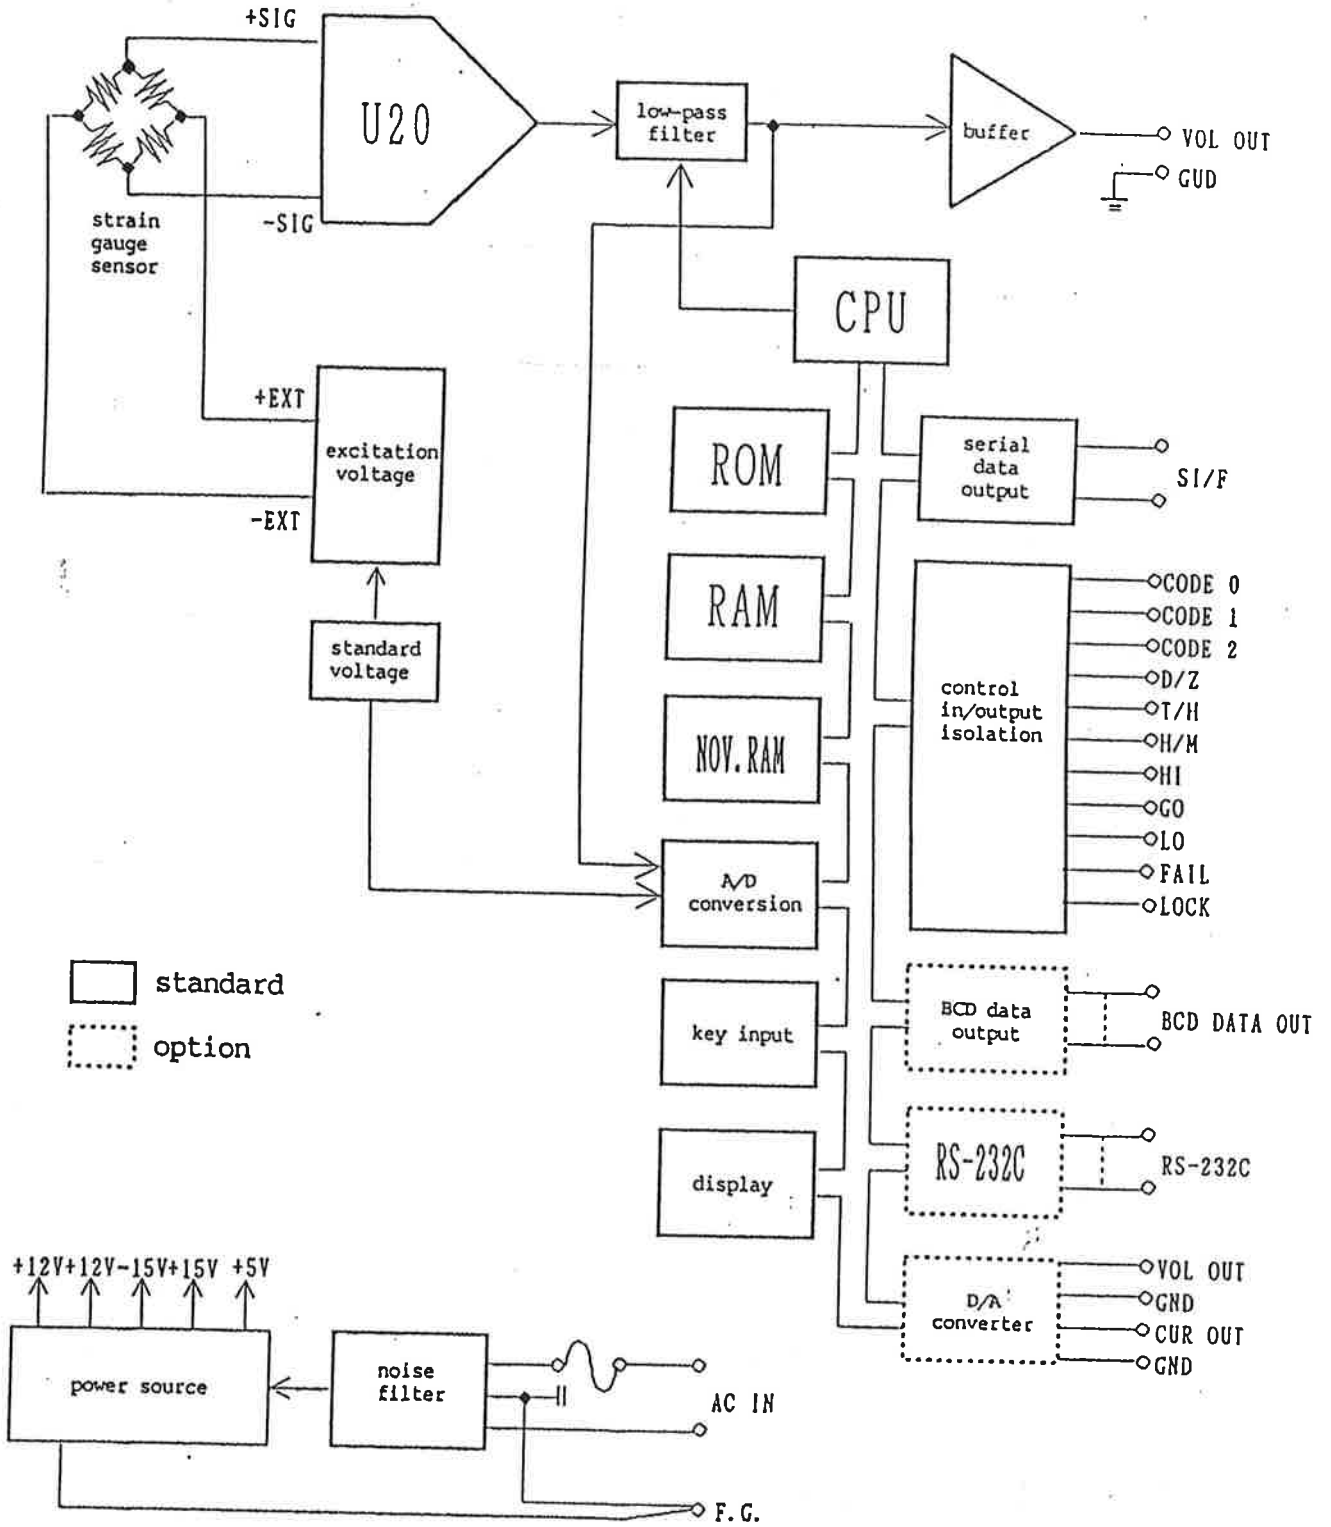 +SIG
U20
low-pass
filter
buffer
VOL OUT
GUD
-SIG
strain
gauge
sensor
CPU
+EXT
excitation
voltage
-EXT
ROM
serial
data
output
SI/F
RAM
standard
voltage
control
in/output
isolation
CODE 0
CODE 1
CODE 2
D/Z
T/H
H/M
HI
GO
LO
FAIL
LOCK
NOV.RAM
A/D
conversion
standard
option
key input
BCD data
output
BCD DATA OUT
display
RS-232C
RS-232C
+12V+12V-15V+15V +5V
D/A
converter
VOL OUT
GND
CUR OUT
GND
power source
noise
filter
AC IN
F.G.